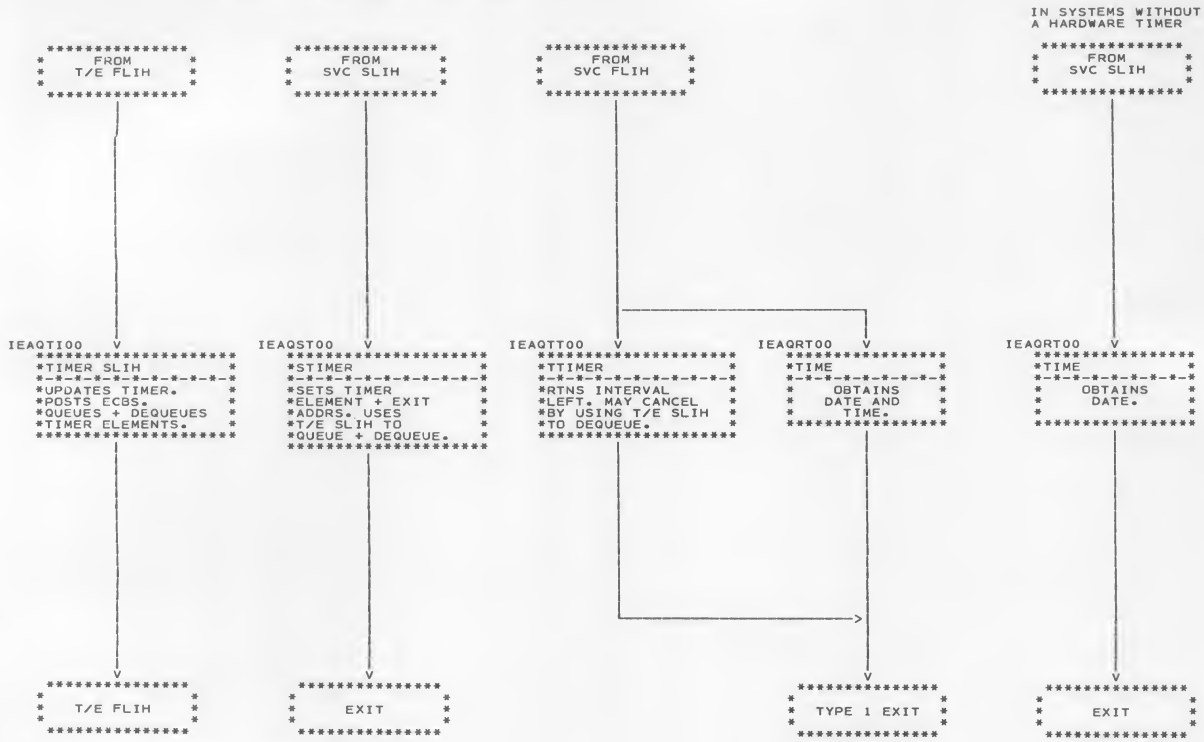 IN SYSTEMS WITHOUT
A HARDWARE TIMER
FROM
T/E FLIH
FROM
SVC SLIH
FROM
SVC FLIH
FROM
SVC SLIH
IEAQTI00
*TIMER SLIH
*UPDATES TIMER.
*POSTS ECBS.
*QUEUES + DEQUEUES
*TIMER ELEMENTS.
IEAQST00
*STIMER
*SETS TIMER
*ELEMENT + EXIT
*ADDRS. USES
*T/E SLIH TO
*QUEUE + DEQUEUE.
IEAQTT00
*TTIMER
*RTNS INTERVAL
*LEFT. MAY CANCEL
*BY USING T/E SLIH
*TO DEQUEUE.
IEAQRT00
*TIME
OBTAINS
DATE AND
TIME.
IEAQRT00
*TIME
OBTAINS
DATE.
T/E FLIH
EXIT
TYPE 1 EXIT
EXIT